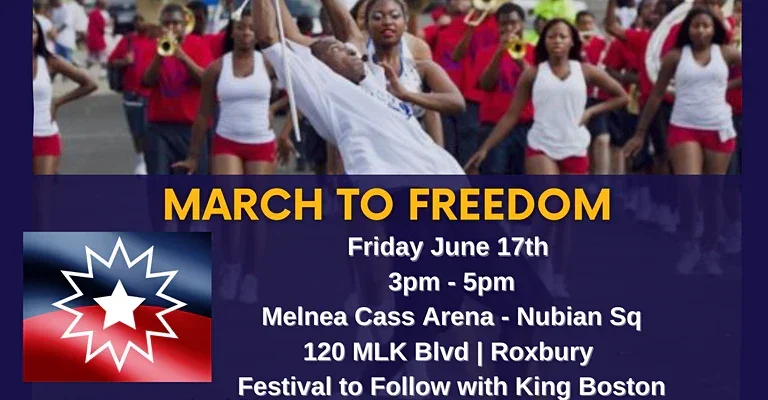 MARCH TO FREEDOM
Friday June 17th
3pm - 5pm
Melnea Cass Arena - Nubian Sq
120 MLK Blvd | Roxbury
Festival to Follow with King Boston